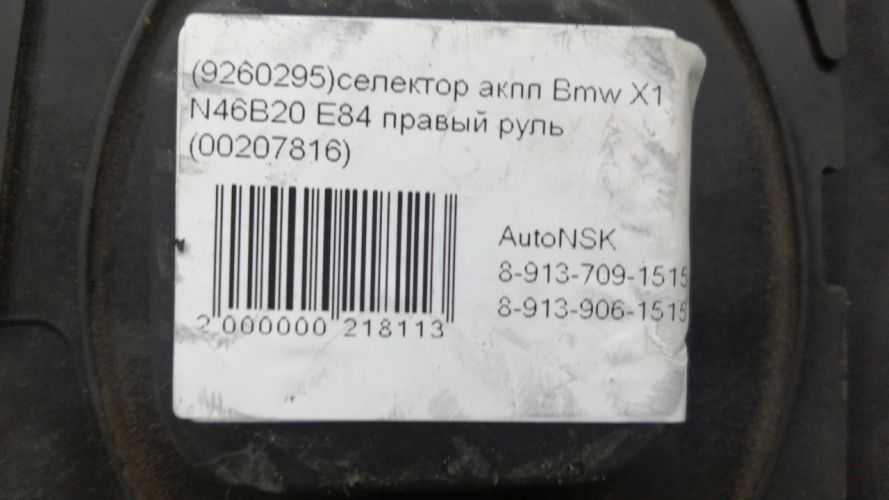 (9260295)селектор акпп Bmw X1
N46B20 E84 правый руль
(00207816)
AutoNSK
8-913-709-1515
8-913-906-1515
2 000000 218113